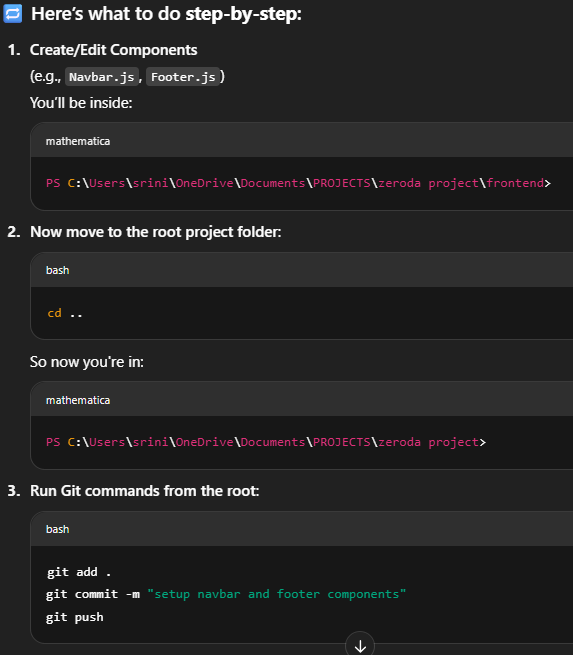 Here's what to do step-by-step:
1. Create/Edit Components
(e.g., Navbar.js, Footer.js)
You'll be inside:
mathematica
PS C:\Users\srini\OneDrive\Documents\PROJECTS\zeroda project\frontend>
2. Now move to the root project folder:
bash
cd ..
So now you're in:
mathematica
PS C:\Users\srini\OneDrive\Documents\PROJECTS\zeroda project>
3. Run Git commands from the root:
bash
git add .
git commit -m "setup navbar and footer components"
git push